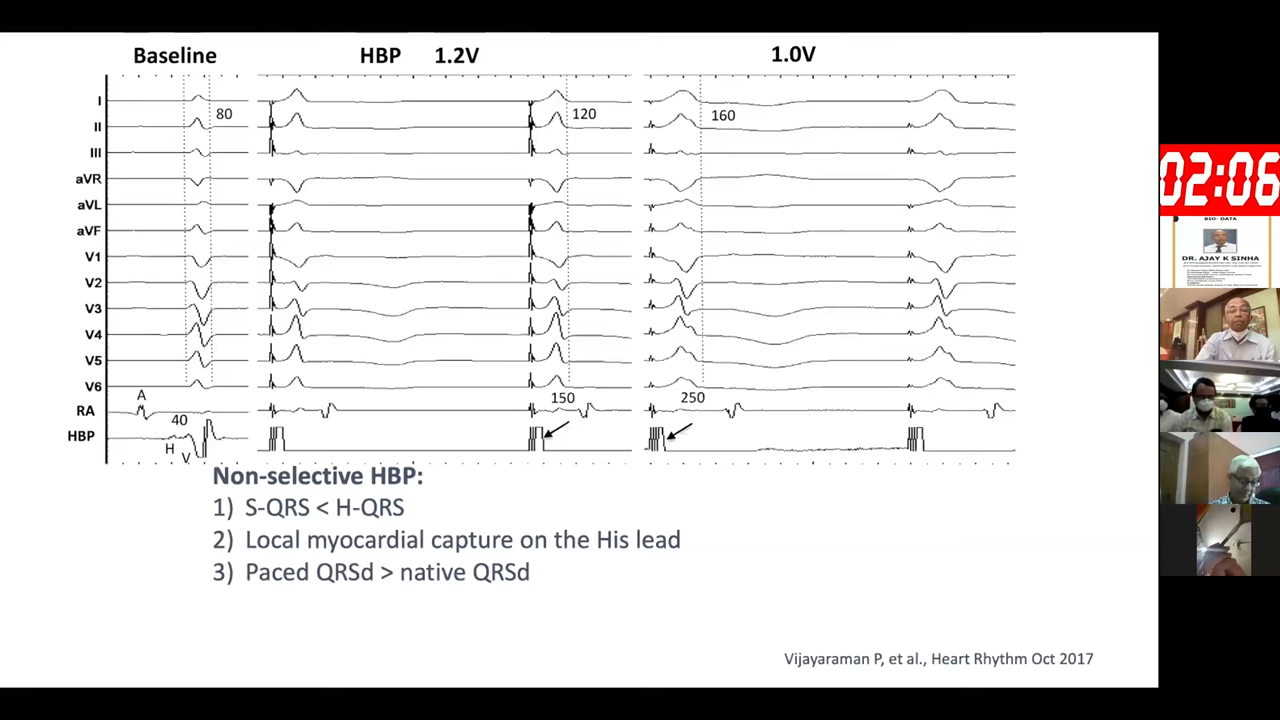 Baseline HBP 1.2V 1.0V
I
80 120 160
II
III
aVR
aVL
aVF
V1
V2
V3
V4
V5
V6
A 150 250
RA
40
HBP
H
V
Non-selective HBP:
1) S-QRS < H-QRS
2) Local myocardial capture on the His lead
3) Paced QRSd > native QRSd
Vijayaraman P, et al., Heart Rhythm Oct 2017
02:06
BIO- DATA
DR. AJAY K SINHA